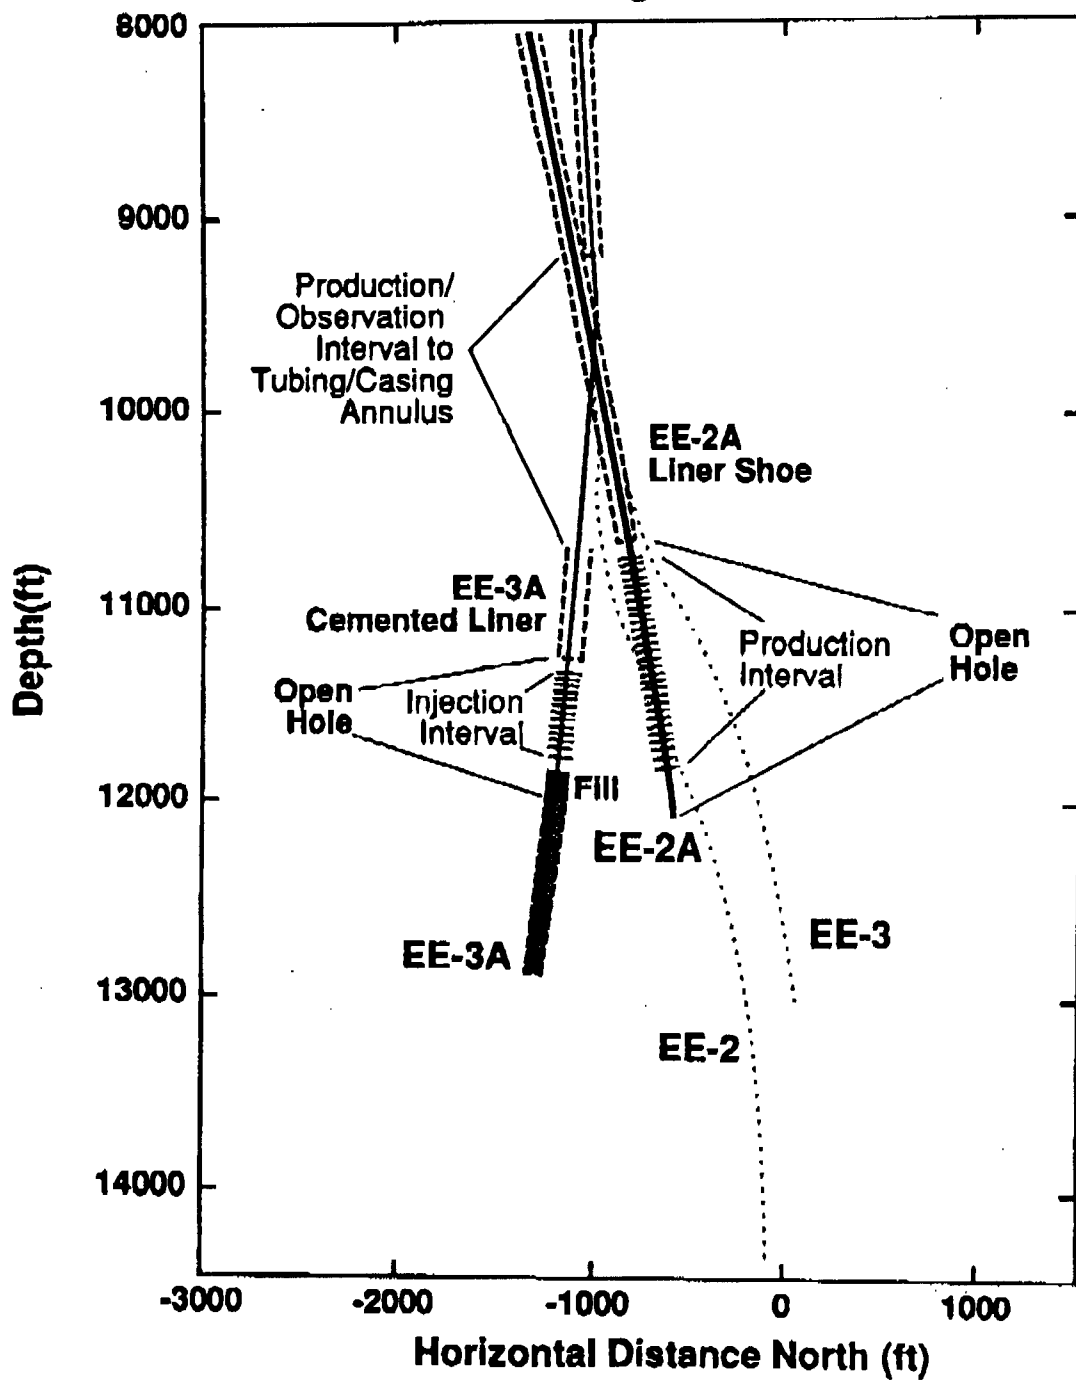 8000
9000
10000
11000
12000
13000
14000
Depth(ft)
Production/
Observation
Interval to
Tubing/Casing
Annulus
EE-2A
Liner Shoe
EE-3A
Cemented Liner
Open
Hole
Injection
Interval
Production
Interval
Open
Hole
Fill
EE-2A
EE-3A
EE-3
EE-2
-3000
-2000
-1000
0
1000
Horizontal Distance North (ft)